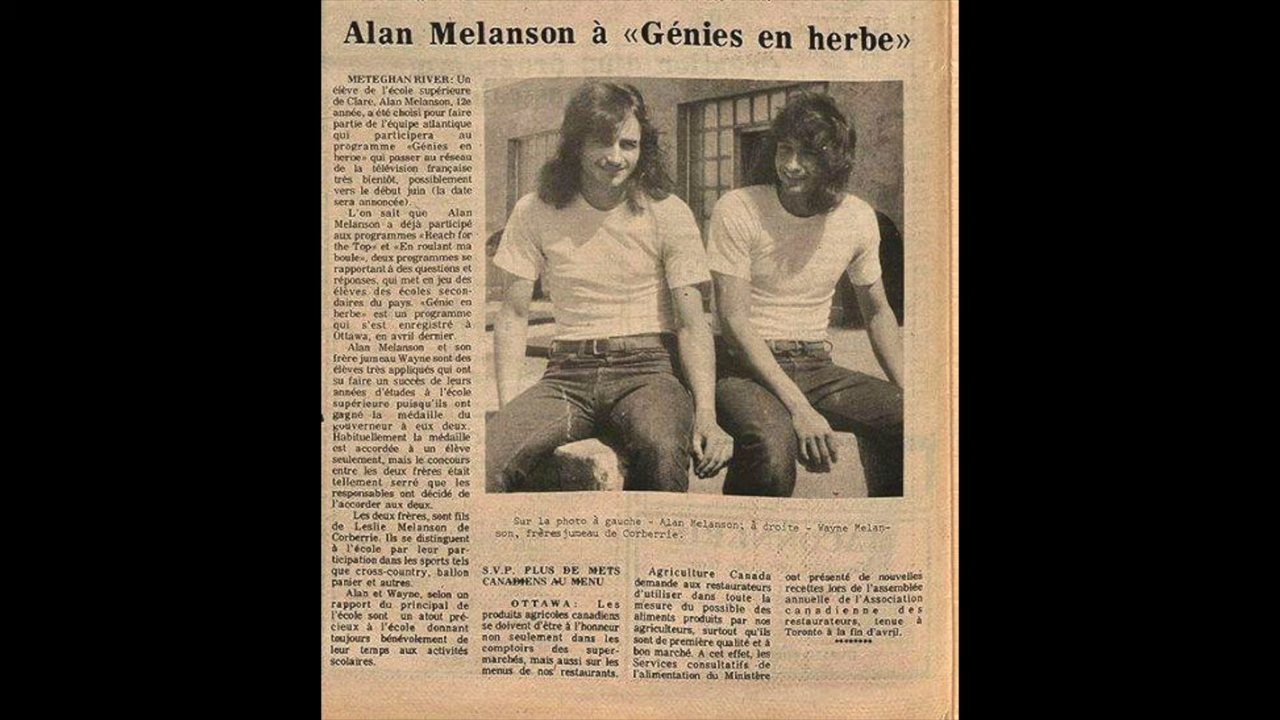 Alan Melanson à «Génies en herbe»
METEGHAN RIVER: Un
élève de l'école supérieure
de Clare, Alan Melanson, 12e
année, a été choisi pour faire
partie de l'équipe atlantique
qui participera au
programme «Génies en
herbe» qui passer au réseau
de la télévision française
très bientôt, possiblement
vers le début juin (la date
sera annoncée).
L'on sait que Alan
Melanson a déjà participé
aux programmes «Reach for
the Top» et «En roulant ma
boule», deux programmes se
rapportant à des questions et
réponses, qui met en jeu des
élèves des écoles secon-
daires du pays. «Génie en
herbe» est un programme
qui s'est enregistré à
Ottawa, en avril dernier.
Alan Melanson et son
frère jumeau Wayne sont des
élèves très appliqués qui ont
su faire un succès de leurs
années d'études à l'école
supérieure puisqu'ils ont
gagné la médaille du
gouverneur à eux deux.
Habituellement la médaille
est accordée à un élève
seulement, mais le concours
entre les deux frères était
tellement serré que les
responsables ont décidé de
l'accorder aux deux.
Les deux frères, sont fils
de Leslie Melanson de
Corberrie. Ils se distinguent
à l'école par leur par-
ticipation dans les sports tels
que cross-country, ballon
panier et autres.
Alan et Wayne, selon un
rapport du principal de
l'école sont un atout pré-
cieux à l'école donnant
toujours bénévolement de
leur temps aux activités
scolaires.
Sur la photo à gauche - Alan Melanson; à droite - Wayne Melan-
son, frères jumeau de Corberrie.
S.V.P. PLUS DE METS
CANADIENS AU MENU
OTTAWA: Les
produits agricoles canadiens
se doivent d'être à l'honneur
non seulement dans les
comptoirs des super-
marchés, mais aussi sur les
menus de nos restaurants.
Agriculture Canada
demande aux restaurateurs
d'utiliser dans toute la
mesure du possible des
aliments produits par nos
agriculteurs, surtout qu'ils
sont de première qualité et à
bon marché. A cet effet, les
Services consultatifs de
l'alimentation du Ministère
ont présenté de nouvelles
recettes lors de l'assemblée
annuelle de l'Association
canadienne des
restaurateurs, tenue à
Toronto à la fin d'avril.
********